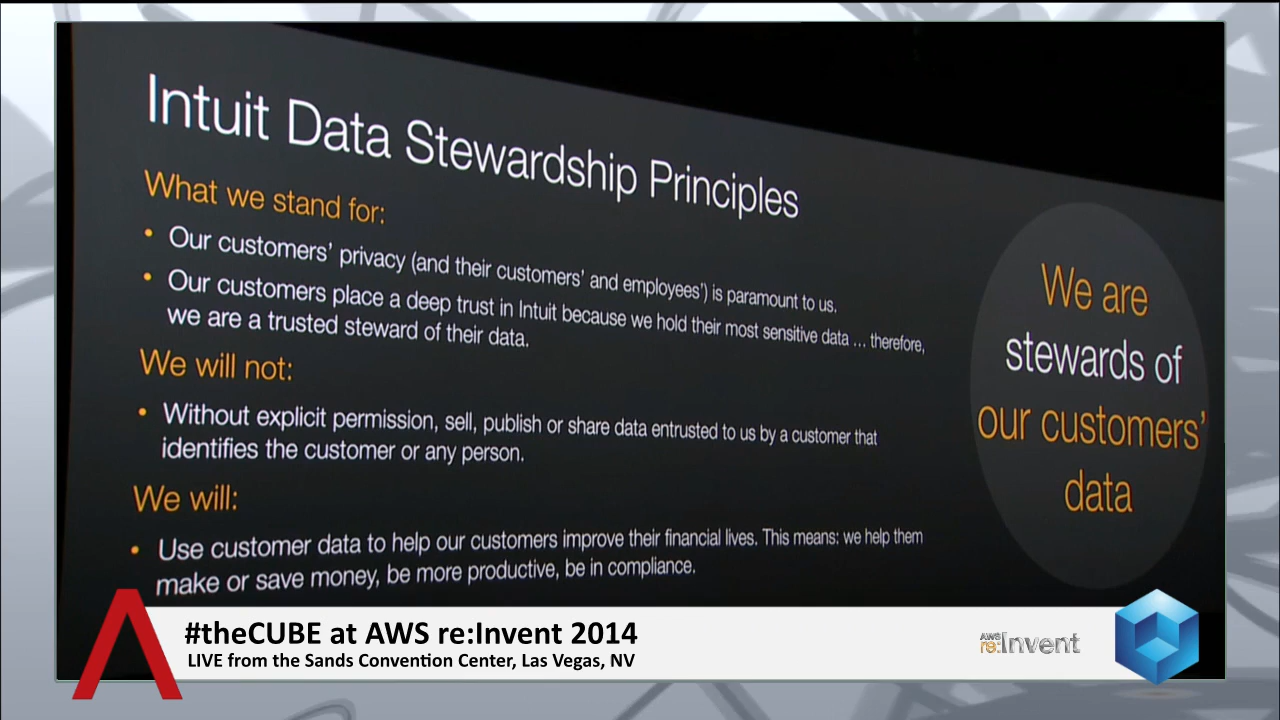 Intuit Data Stewardship Principles
What we stand for:
• Our customers' privacy (and their customers' and employees') is paramount to us.
• Our customers place a deep trust in Intuit because we hold their most sensitive data ... therefore,
we are a trusted steward of their data.
We will not:
• Without explicit permission, sell, publish or share data entrusted to us by a customer that
identifies the customer or any person.
We will:
• Use customer data to help our customers improve their financial lives. This means: we help them
make or save money, be more productive, be in compliance.
We are
stewards of
our customers'
data
#theCUBE at AWS re:Invent 2014
LIVE from the Sands Convention Center, Las Vegas, NV
AWS
re:Invent